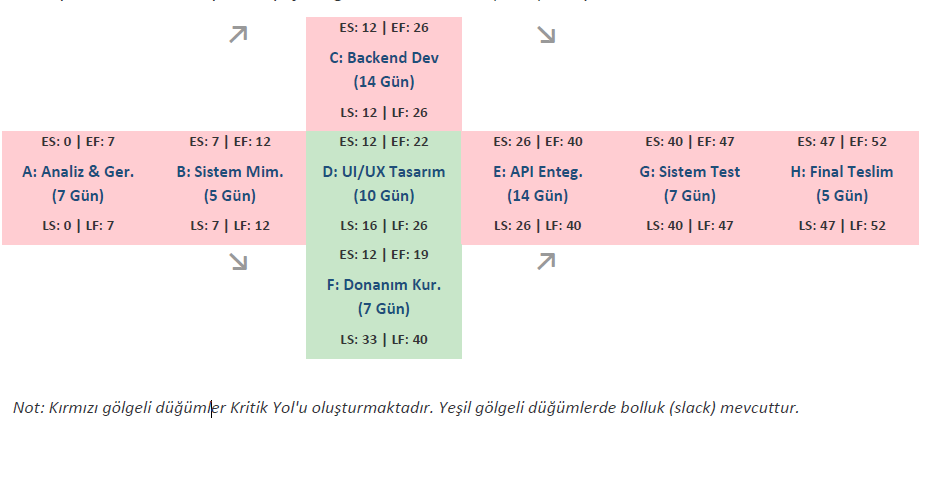 ES: 12 | EF: 26
C: Backend Dev
(14 Gün)
LS: 12 | LF: 26
ES: 0 | EF: 7
A: Analiz & Ger.
(7 Gün)
LS: 0 | LF: 7
ES: 7 | EF: 12
B: Sistem Mim.
(5 Gün)
LS: 7 | LF: 12
ES: 12 | EF: 22
D: UI/UX Tasarım
(10 Gün)
LS: 16 | LF: 26
ES: 26 | EF: 40
E: API Enteg.
(14 Gün)
LS: 26 | LF: 40
ES: 40 | EF: 47
G: Sistem Test
(7 Gün)
LS: 40 | LF: 47
ES: 47 | EF: 52
H: Final Teslim
(5 Gün)
LS: 47 | LF: 52
ES: 12 | EF: 19
F: Donanım Kur.
(7 Gün)
LS: 33 | LF: 40
Not: Kırmızı gölgeli düğümler Kritik Yol'u oluşturmaktadır. Yeşil gölgeli düğümlerde bolluk (slack) mevcuttur.